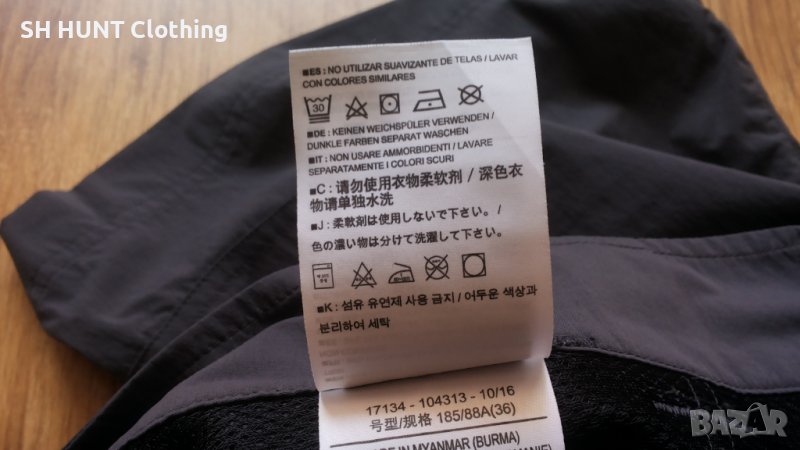 SH HUNT Clothing
■ES : NO UTILIZAR SUAVIZANTE DE TELAS / LAVAR
CON COLORES SIMILARES
30
■DE : KEINEN WEICHSPÜLER VERWENDEN /
DUNKLE FARBEN SEPARAT WASCHEN
■IT : NON USARE AMMORBIDENTI / LAVARE
SEPARATAMENTE I COLORI SCURI
■C : 请勿使用衣物柔软剂 / 深色衣
物请单独水洗
■J : 柔軟剤は使用しないで下さい。/
色の濃い物は分けて洗濯して下さい。
■K : 섬유 유연제 사용 금지 / 어두운 색상과
분리하여 세탁
17134 - 104313 - 10/16
号型/规格 185/88A(36)
MADE IN MYANMAR (BURMA)
BAZAR